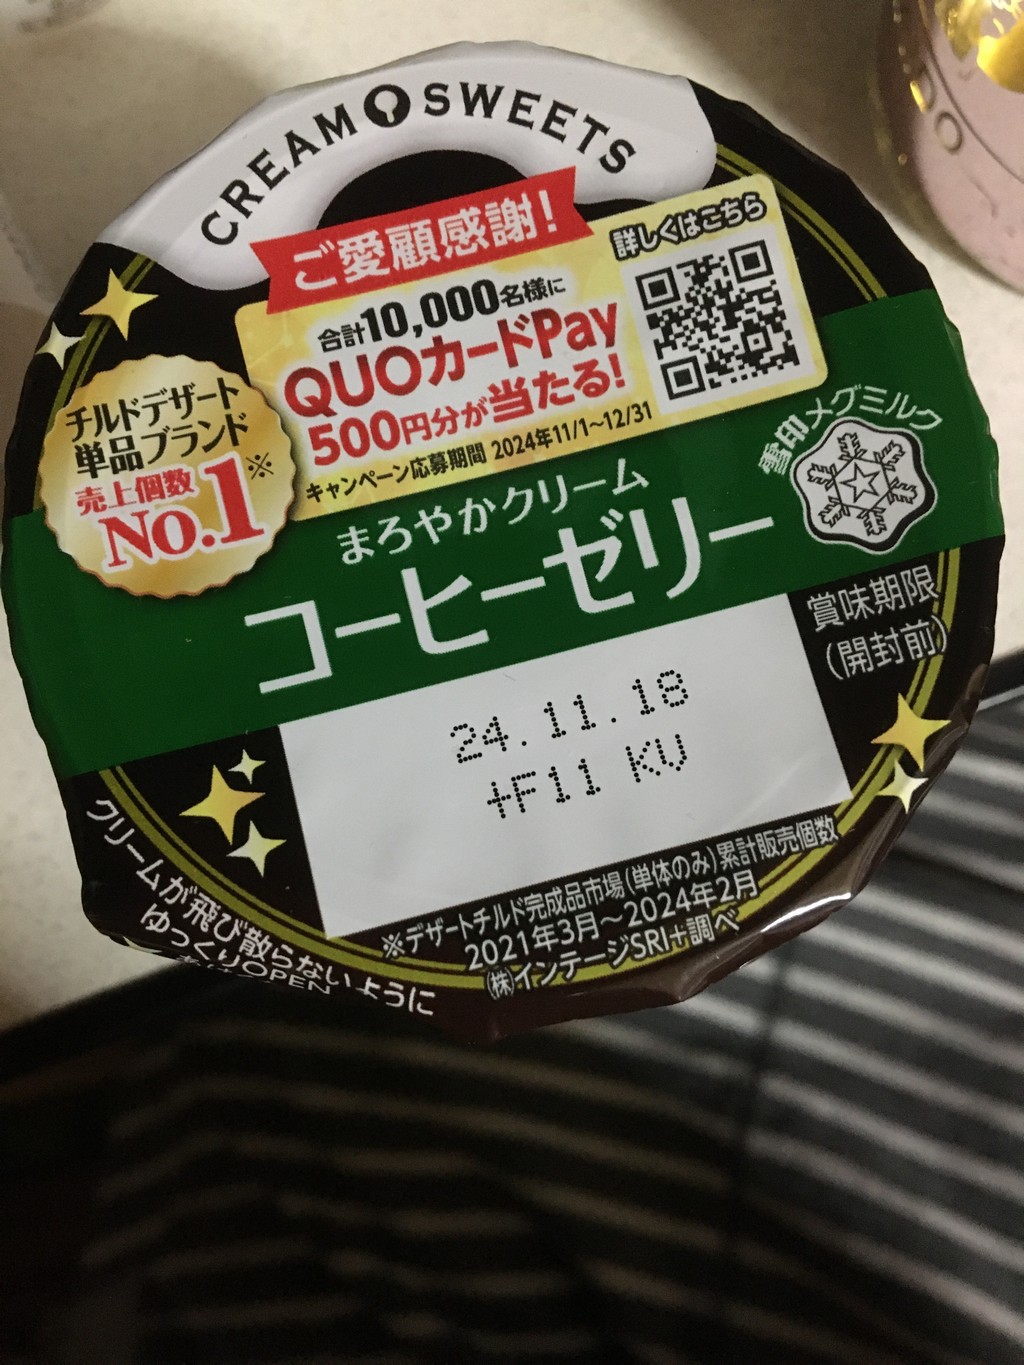 CREAM SWEETS
ご愛顧感謝!
合計10,000名様に
QUOカードPay
500円分が当たる!
キャンペーン応募期間 2024年11/1~12/31
詳しくはこちら
チルドデザート
単品ブランド
売上個数
No.1※
雪印メグミルク
まろやかクリーム
コーヒーゼリー
賞味期限
(開封前)
24.11.18
+F11 KV
※デザートチルド完成品市場(単体のみ)累計販売個数
2021年3月~2024年2月
(株)インテージSRI+調べ
クリームが飛び散らないように
ゆっくりOPEN